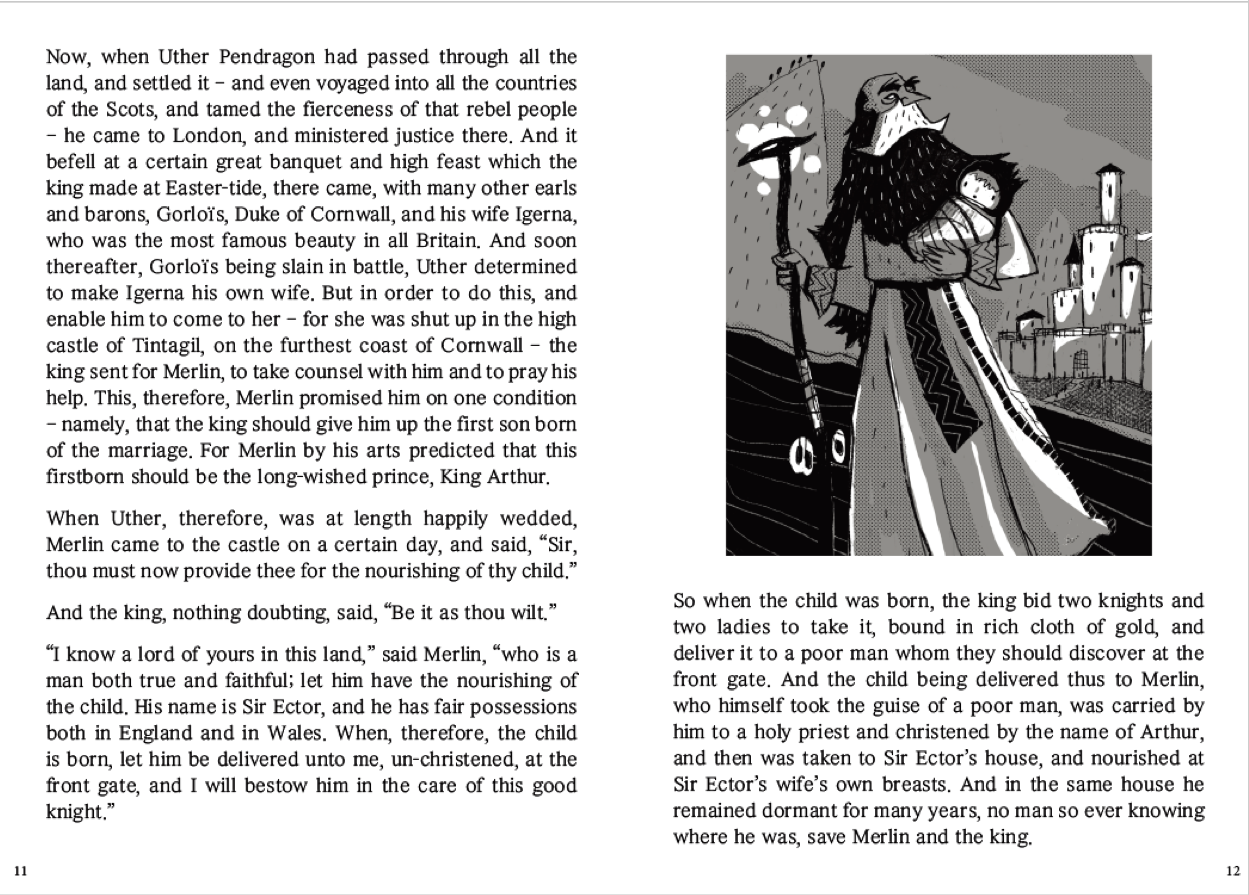 Now, when Uther Pendragon had passed through all the
land, and settled it – and even voyaged into all the countries
of the Scots, and tamed the fierceness of that rebel people
– he came to London, and ministered justice there. And it
befell at a certain great banquet and high feast which the
king made at Easter-tide, there came, with many other earls
and barons, Gorloïs, Duke of Cornwall, and his wife Igerna,
who was the most famous beauty in all Britain. And soon
thereafter, Gorloïs being slain in battle, Uther determined
to make Igerna his own wife. But in order to do this, and
enable him to come to her – for she was shut up in the high
castle of Tintagil, on the furthest coast of Cornwall – the
king sent for Merlin, to take counsel with him and to pray his
help. This, therefore, Merlin promised him on one condition
– namely, that the king should give him up the first son born
of the marriage. For Merlin by his arts predicted that this
firstborn should be the long-wished prince, King Arthur.
When Uther, therefore, was at length happily wedded,
Merlin came to the castle on a certain day, and said, “Sir,
thou must now provide thee for the nourishing of thy child.”
And the king, nothing doubting, said, “Be it as thou wilt.”
“I know a lord of yours in this land,” said Merlin, “who is a
man both true and faithful; let him have the nourishing of
the child. His name is Sir Ector, and he has fair possessions
both in England and in Wales. When, therefore, the child
is born, let him be delivered unto me, un-christened, at the
front gate, and I will bestow him in the care of this good
knight.”
11
So when the child was born, the king bid two knights and
two ladies to take it, bound in rich cloth of gold, and
deliver it to a poor man whom they should discover at the
front gate. And the child being delivered thus to Merlin,
who himself took the guise of a poor man, was carried by
him to a holy priest and christened by the name of Arthur,
and then was taken to Sir Ector’s house, and nourished at
Sir Ector’s wife’s own breasts. And in the same house he
remained dormant for many years, no man so ever knowing
where he was, save Merlin and the king.
12